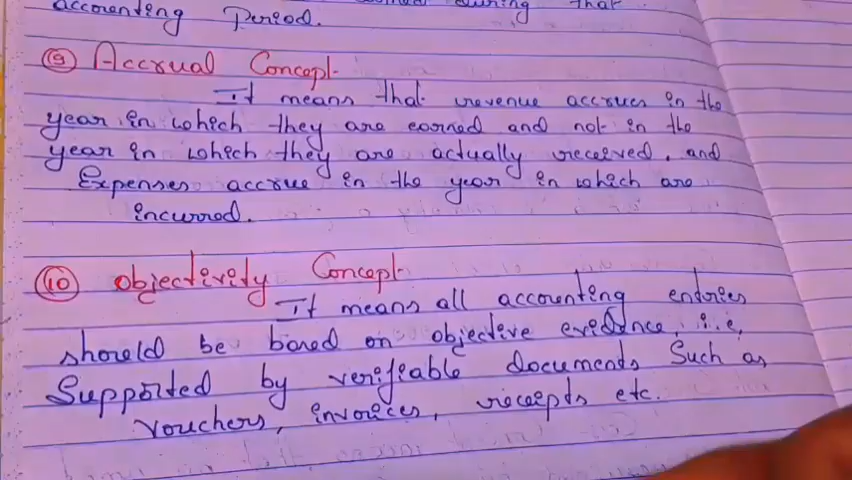 accounting Period. during that
⑨ Accrual Concept-
It means that revenue accrues in the
year in which they are earned and not in the
year in which they are actually received. and
Expenses accrue in the year in which are
incurred.
⑩ objectivity Concept-
It means all accounting entries
should be based on objective evidence, i.e,
Supported by verifiable documents Such as
vouchers, invoices, receipts etc.